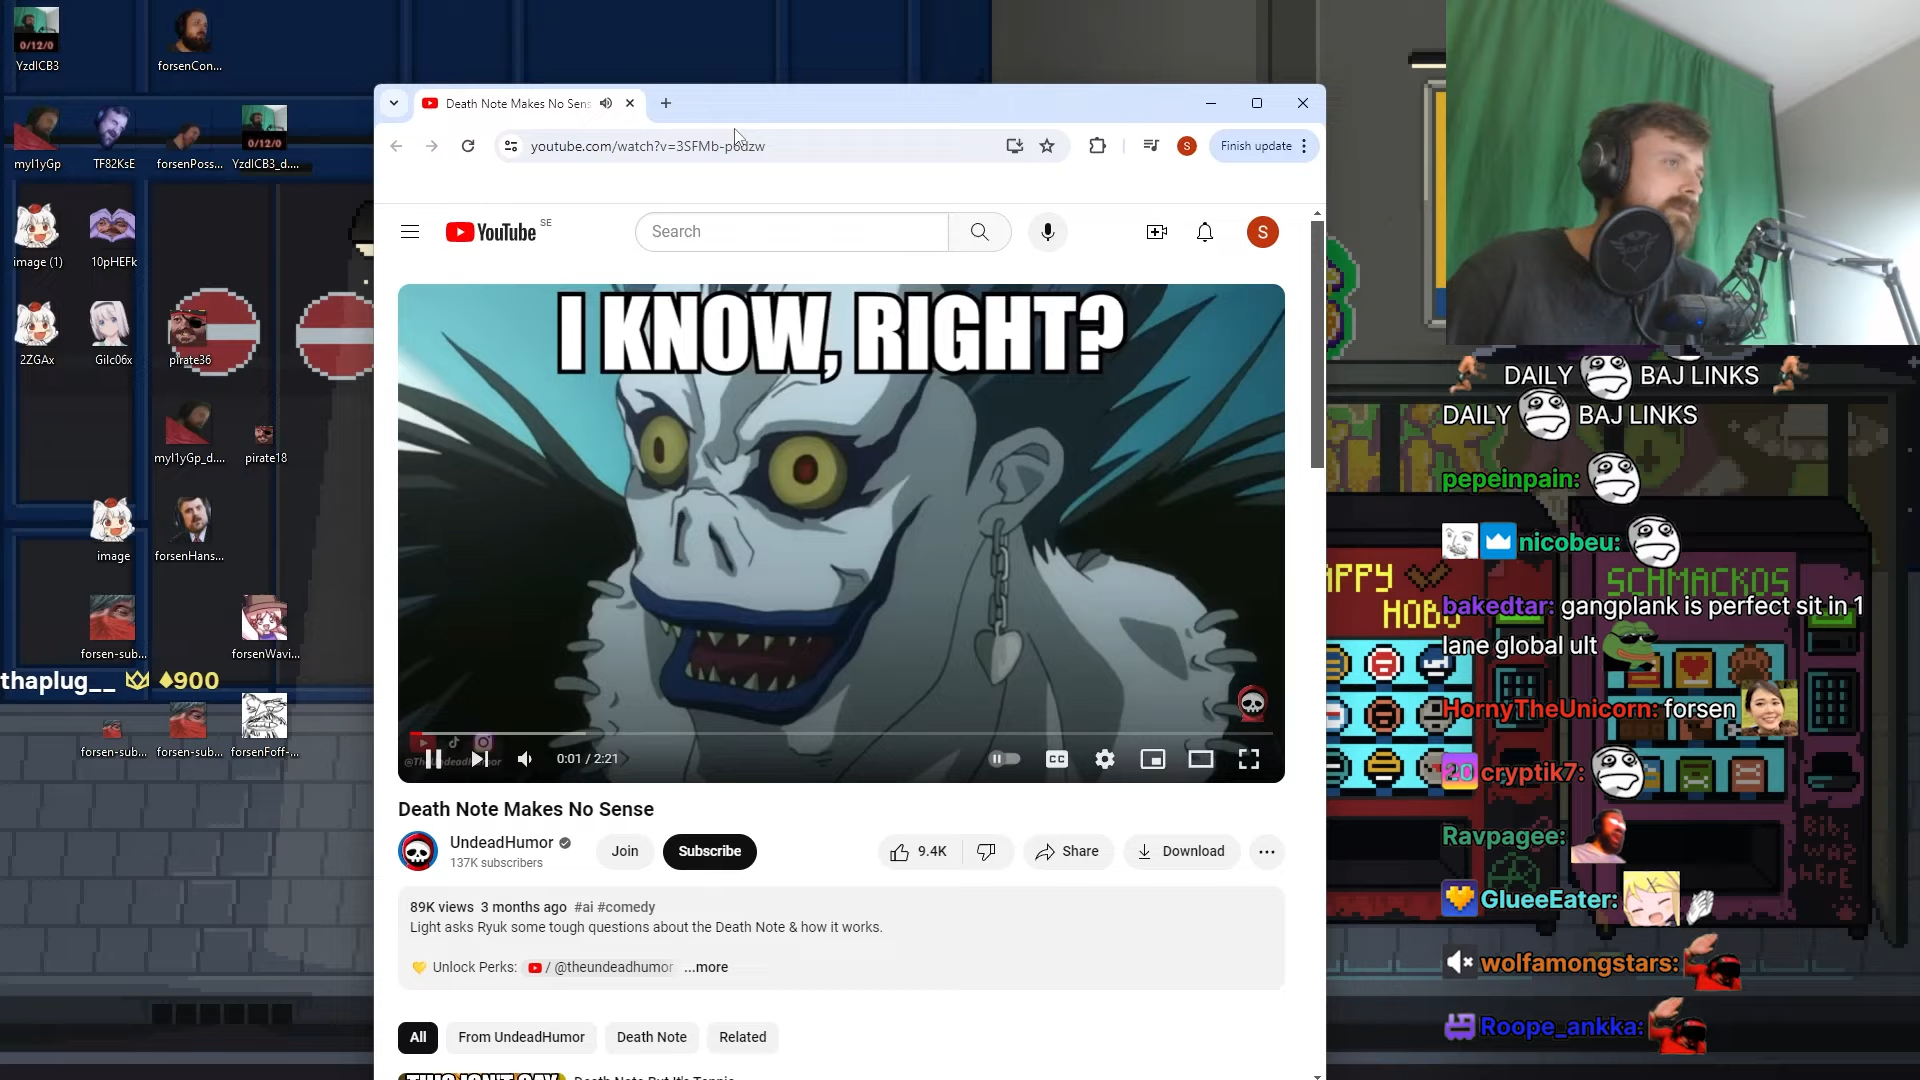 0/12/0
YzdICB3
forsenCon...
myl1yGp
TF82KsE
forsenPoss...
0/12/0
YzdICB3_d....
image (1)
10pHEFk
2ZGAx
Gilc06x
pirate36
myl1yGp_d....
pirate18
image
forsenHans...
forsen-sub...
forsenWavi...
thaplug__ 900
forsen-sub...
forsen-sub...
forsenFoff-...
Death Note Makes No Sens
Finish update
YouTube SE
Search
S
S
I KNOW, RIGHT?
0:01 / 2:21
CC
Death Note Makes No Sense
UndeadHumor
137K subscribers
Join
Subscribe
9.4K
Share
Download
89K views 3 months ago #ai #comedy
Light asks Ryuk some tough questions about the Death Note & how it works.
Unlock Perks: / @theundeadhumor ...more
All
From UndeadHumor
Death Note
Related
DAILY BAJ LINKS
DAILY BAJ LINKS
pepeinpain:
nicobeu:
bakedtar: gangplank is perfect sit in 1
lane global ult
HornyTheUnicorn: forsen
20 cryptik7:
Ravpagee:
GlueeEater:
wolfamongstars:
Roope_ankka:
SCHMACKOS